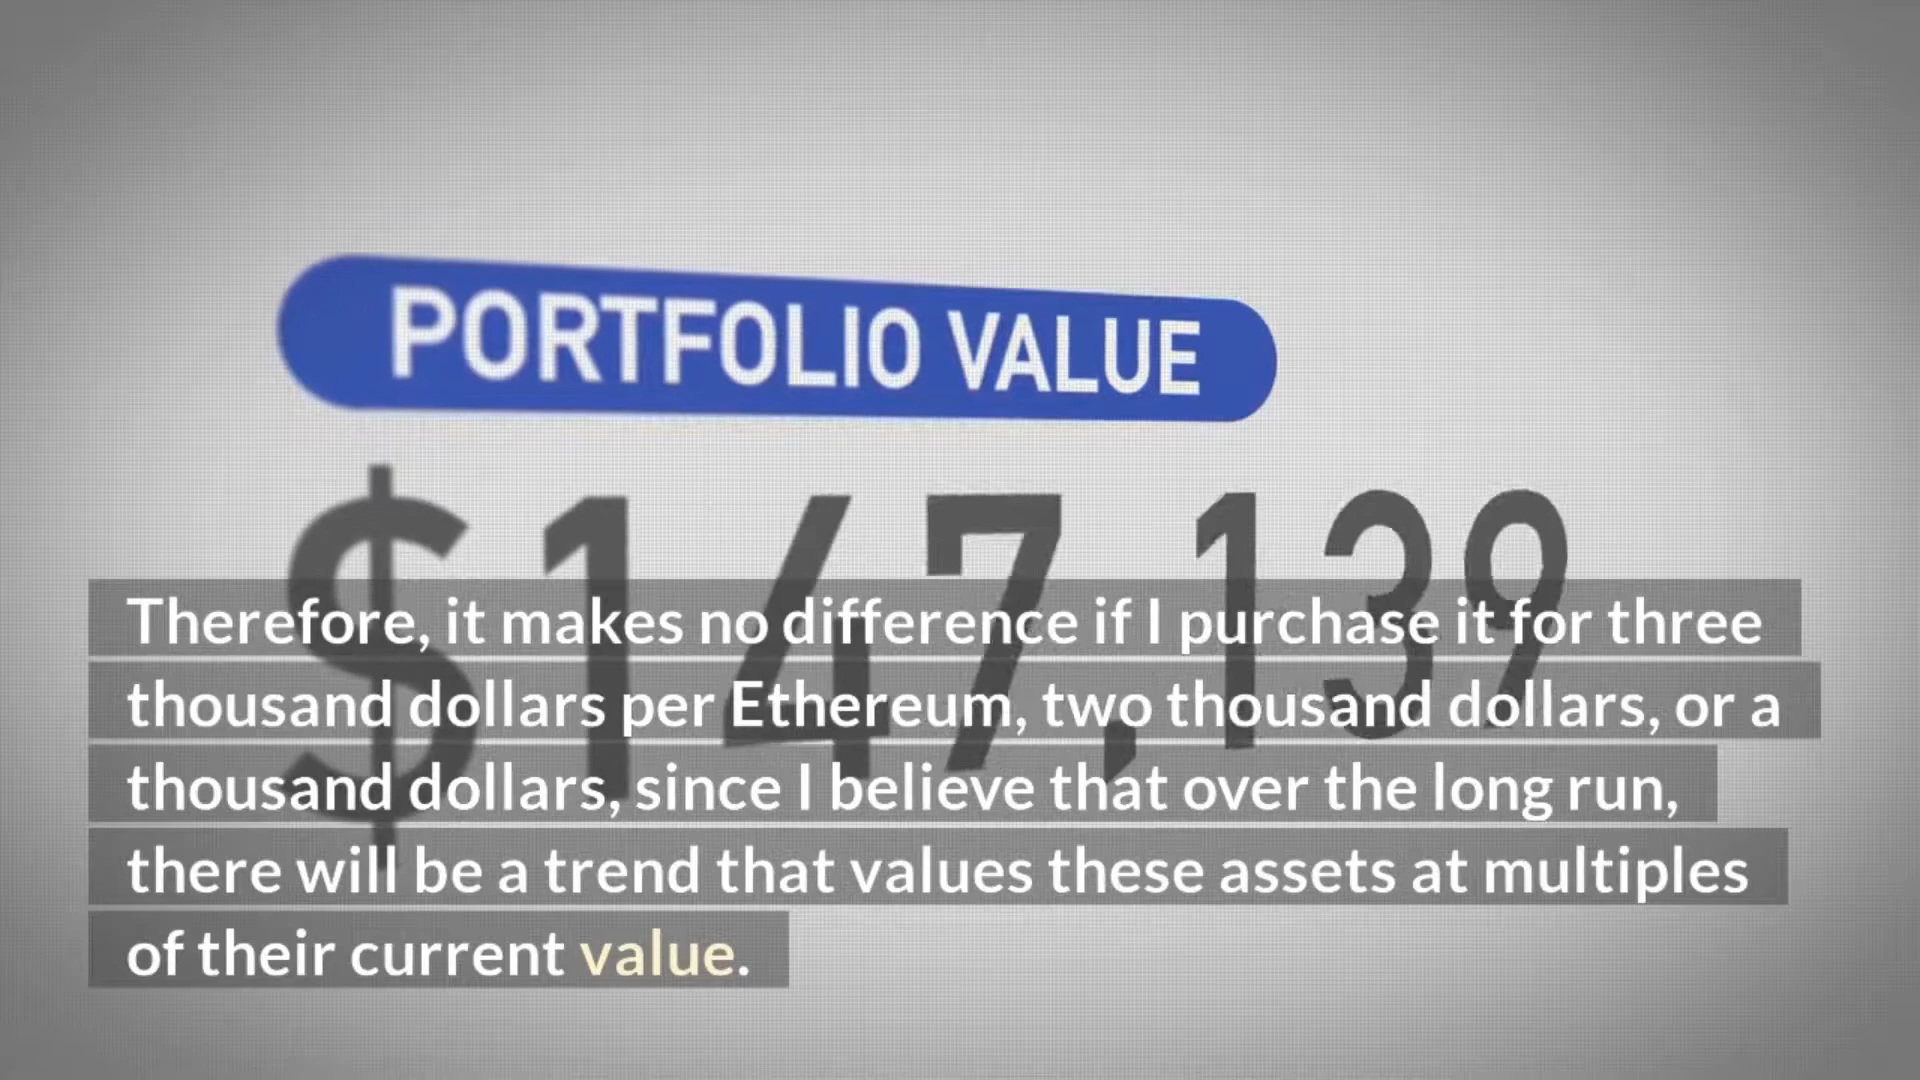 PORTFOLIO VALUE
$147,139
Therefore, it makes no difference if I purchase it for three
thousand dollars per Ethereum, two thousand dollars, or a
thousand dollars, since I believe that over the long run,
there will be a trend that values these assets at multiples
of their current value.